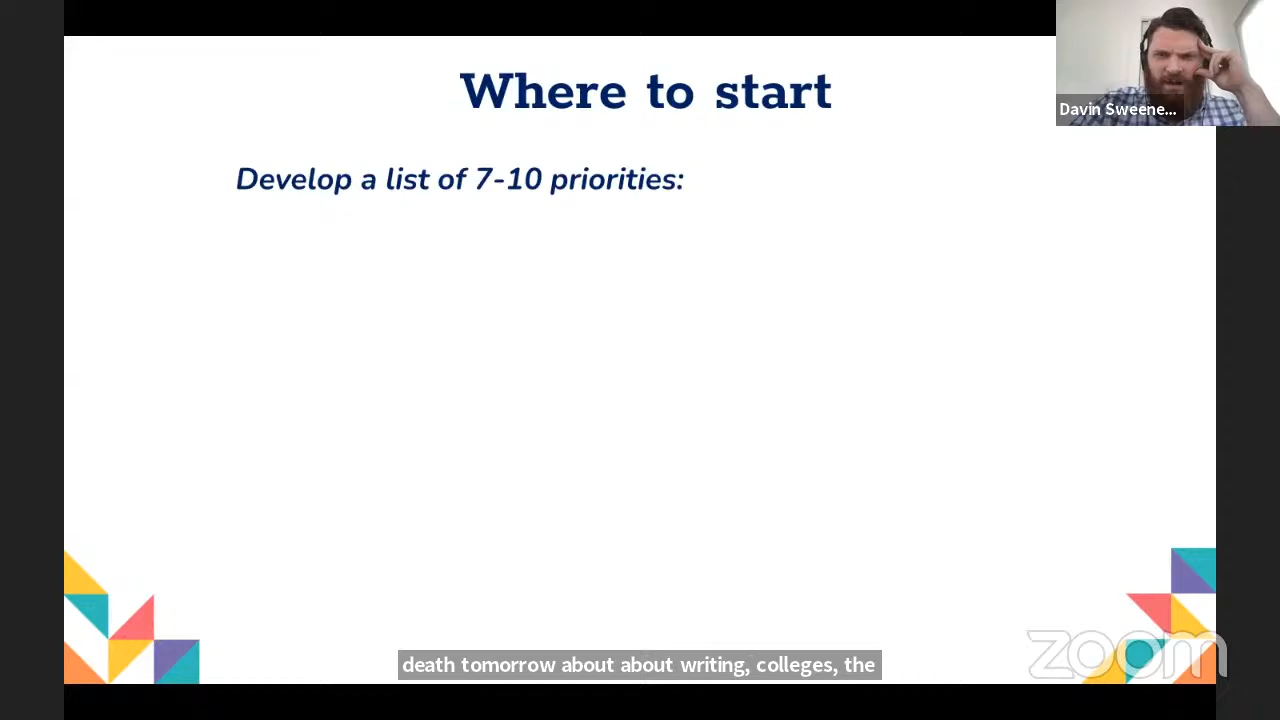 Where to start
Davin Sweene...
Develop a list of 7-10 priorities:
death tomorrow about about writing, colleges, the
zoom